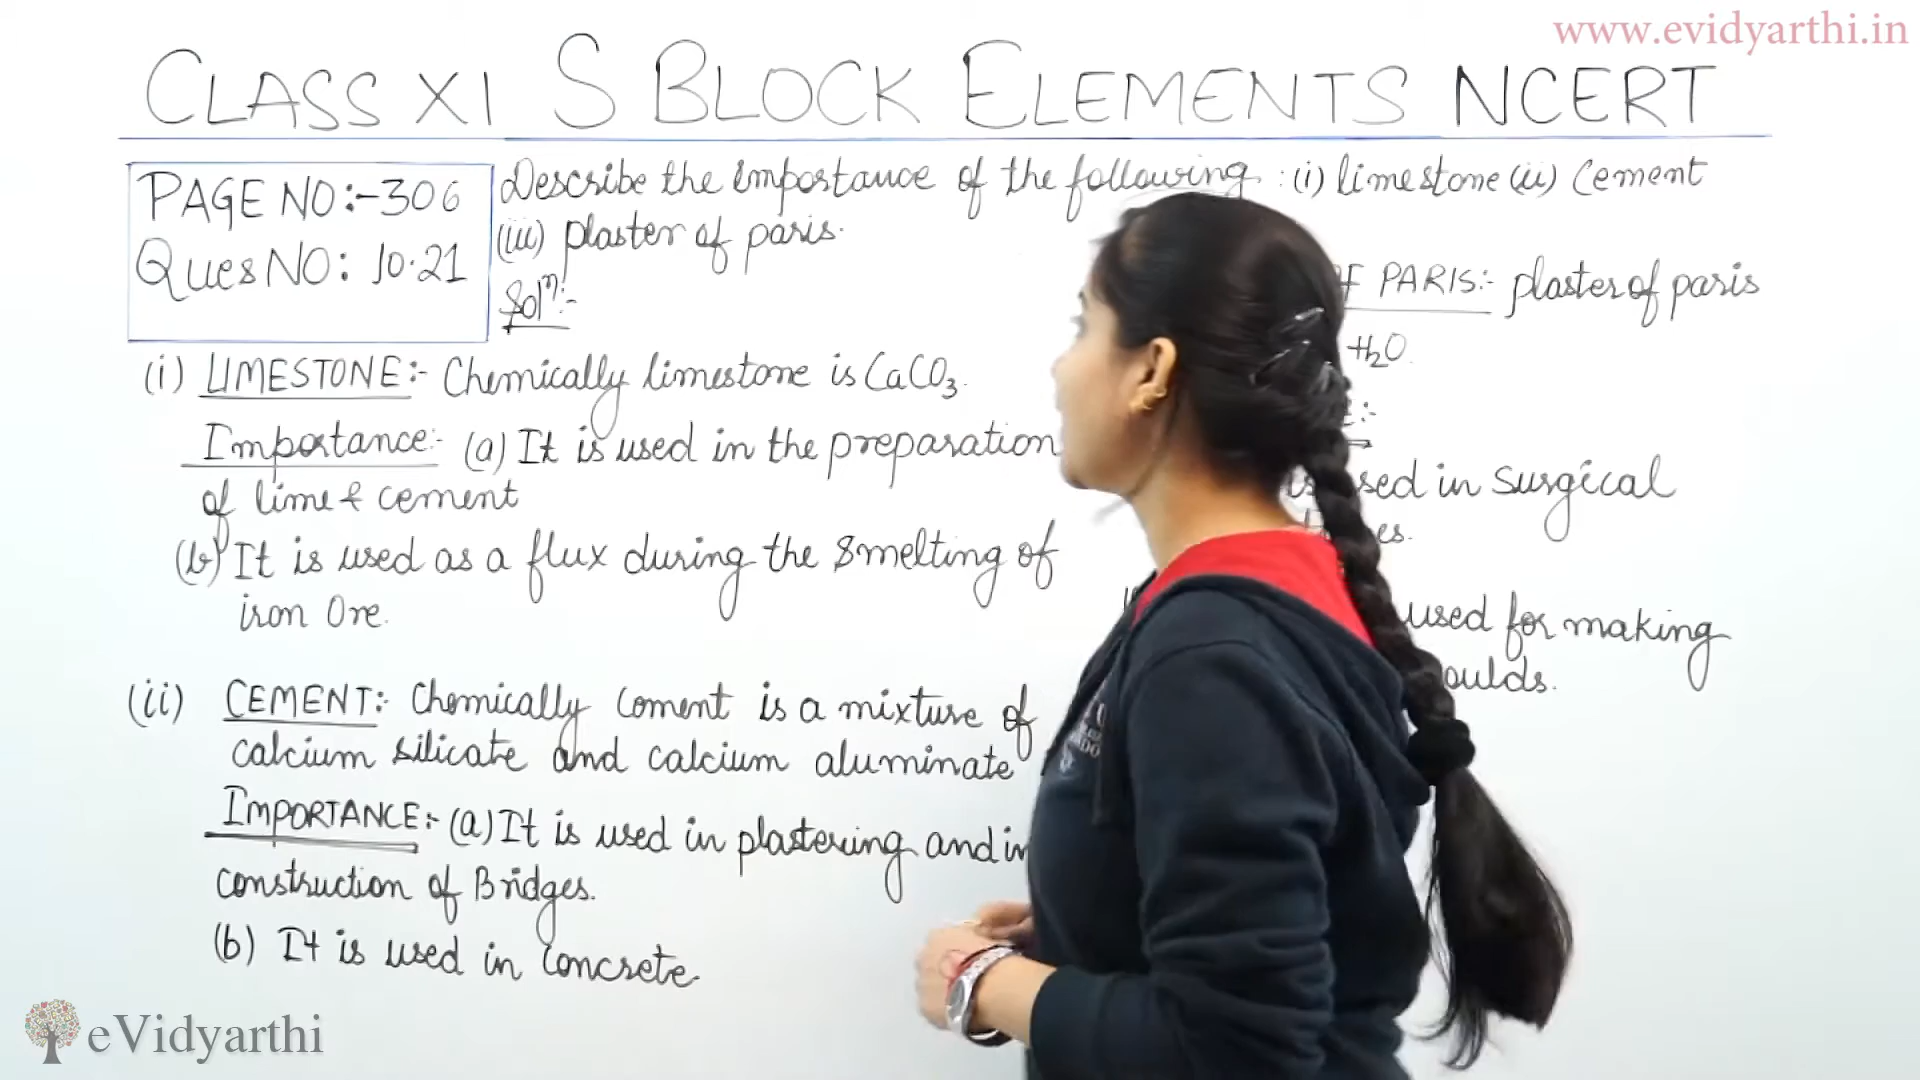 www.evidyarthi.in
CLASS XI S BLOCK ELEMENTS NCERT
PAGE NO:-306
QUES NO: 10.21
Describe the importance of the following : (i) limestone (ii) Cement
(iii) plaster of paris.
Solⁿ:-
(i) LIMESTONE:- Chemically limestone is CaCO₃.
Importance:- (a) It is used in the preparation
of lime & cement
(b) It is used as a flux during the smelting of
iron Ore.
(ii) CEMENT:- Chemically coment is a mixture of
calcium silicate and calcium aluminate
IMPORTANCE:- (a) It is used in plastering and in
construction of Bridges.
(b) It is used in Concrete
PARIS:- plaster of paris
H₂O.
in Surgical
used for making
eVidyarthi